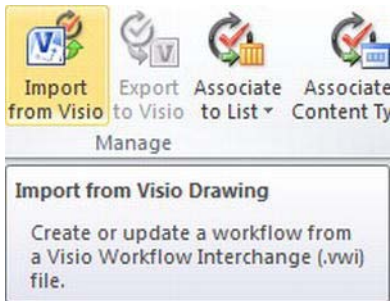 Import Export Associate Associate
from Visio to Visio to List Content Ty
Manage
Import from Visio Drawing
Create or update a workflow from
a Visio Workflow Interchange (.vwi)
file.